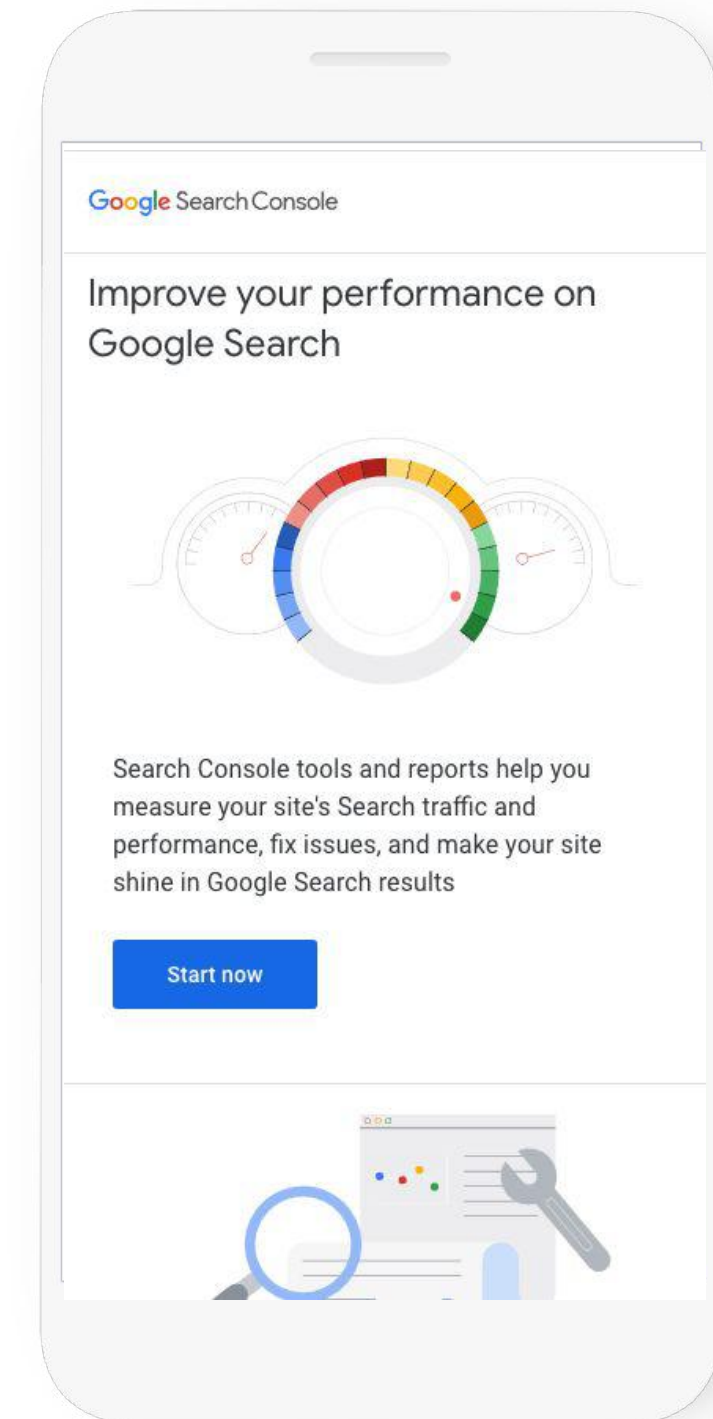 Google Search Console
Improve your performance on
Google Search
Search Console tools and reports help you
measure your site's Search traffic and
performance, fix issues, and make your site
shine in Google Search results
Start now